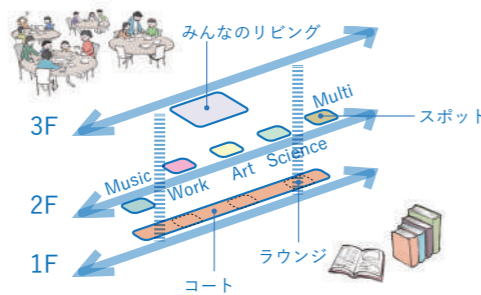 みんなのリビング
3F
Multi
スポット
Science
Art
Work
Music
2F
ラウンジ
1F
コート